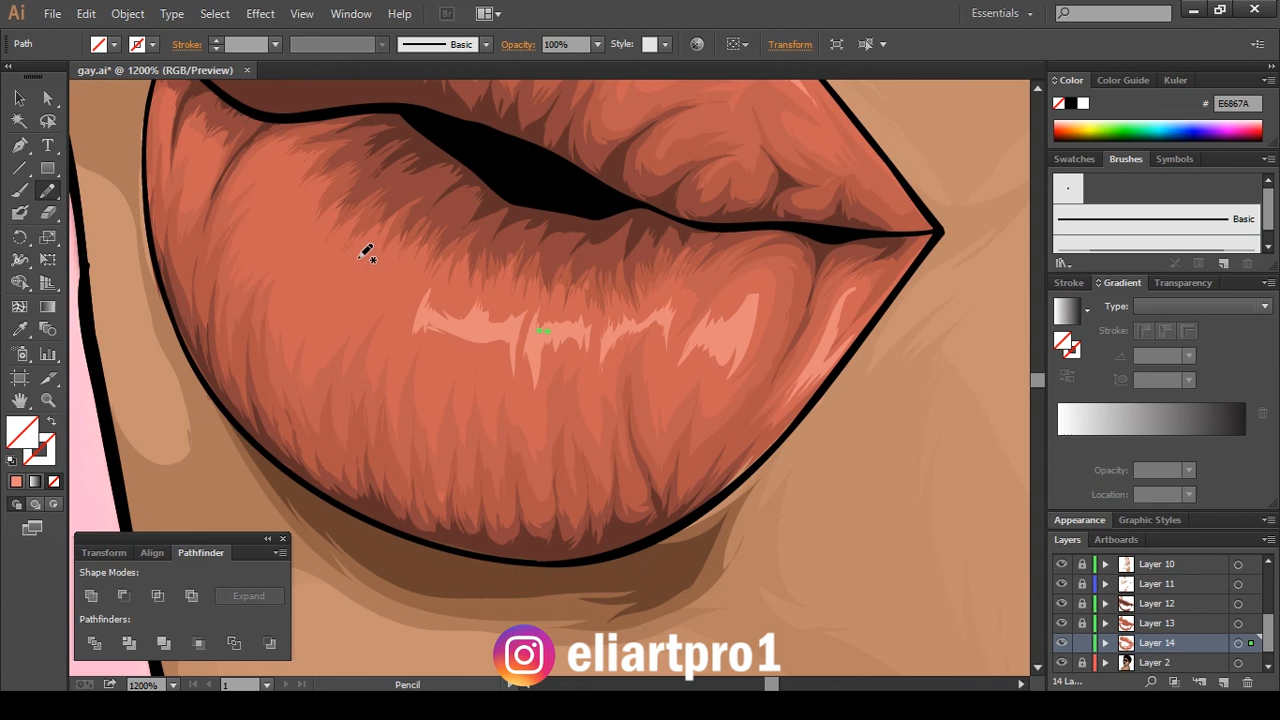 Ai File Edit Object Type Select Effect View Window Help Br Essentials
Path Stroke: Basic Opacity: 100% Style: Transform
gay.ai* @ 1200% (RGB/Preview)
Color Color Guide Kuler
# E6867A
Swatches Brushes Symbols
Basic
Stroke Gradient Transparency
Type:
Stroke:
Opacity:
Location:
Appearance Graphic Styles
Layers Artboards
Layer 10
Layer 11
Layer 12
Layer 13
Layer 14
Layer 2
14 La...
Transform Align Pathfinder
Shape Modes:
Expand
Pathfinders:
eliartpro1
1200% 1 Pencil